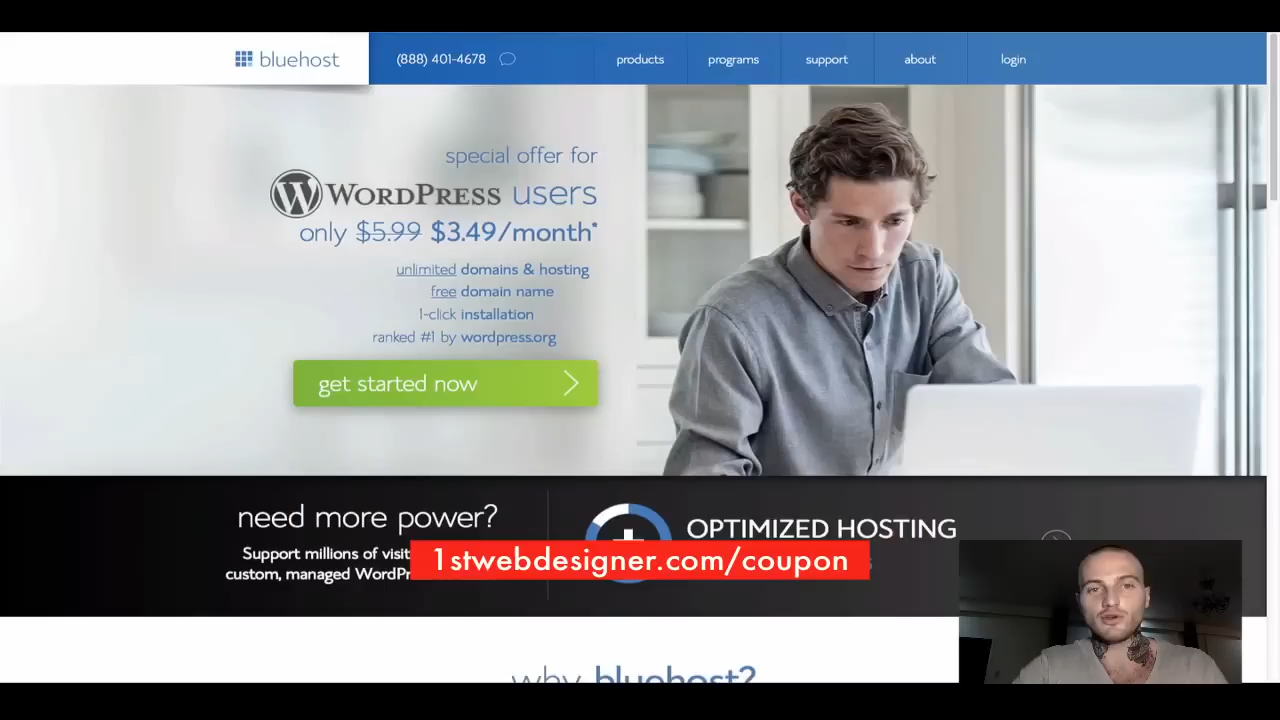 bluehost
(888) 401-4678
products
programs
support
about
login
special offer for
WORDPRESS users
only $5.99 $3.49/month*
unlimited domains & hosting
free domain name
1-click installation
ranked #1 by wordpress.org
get started now
need more power?
OPTIMIZED HOSTING
Support millions of
custom, managed
1stwebdesigner.com/coupon
why bluehost?